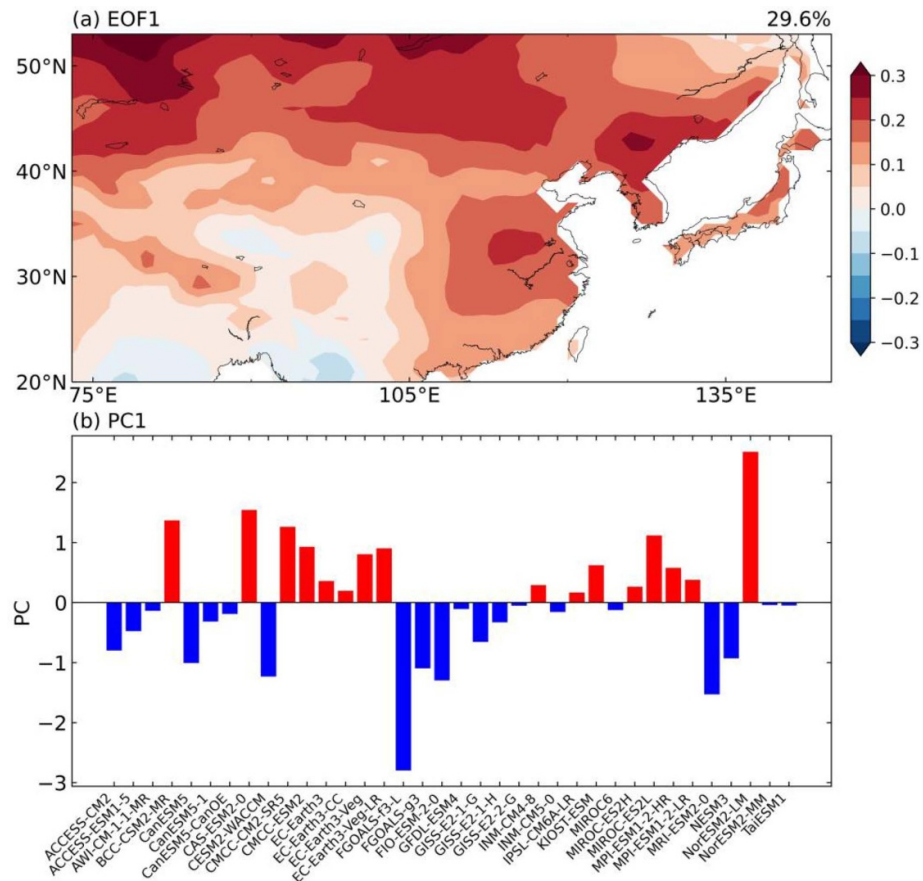 (a) EOF1 29.6%
50°N
40°N
30°N
20°N
75°E 105°E 135°E
0.3
0.2
0.1
0.0
−0.1
−0.2
−0.3
(b) PC1
PC
2
1
0
−1
−2
−3
ACCESS-CM2
ACCESS-ESM1-5
AWI-CM-1-1-MR
BCC-CSM2-MR
CanESM5
CanESM5-1
CanESM5-CanOE
CAS-ESM2-0
CESM2-WACCM
CMCC-CM2-SR5
CMCC-ESM2
EC-Earth3
EC-Earth3-CC
EC-Earth3-Veg
EC-Earth3-Veg-LR
FGOALS-f3-L
FGOALS-g3
FIO-ESM-2-0
GFDL-ESM4
GISS-E2-1-G
GISS-E2-1-H
GISS-E2-2-G
INM-CM4-8
INM-CM5-0
IPSL-CM6A-LR
KIOST-ESM
MIROC6
MIROC-ES2H
MIROC-ES2L
MPI-ESM1-2-HR
MPI-ESM1-2-LR
MRI-ESM2-0
NESM3
NorESM2-LM
NorESM2-MM
TaiESM1